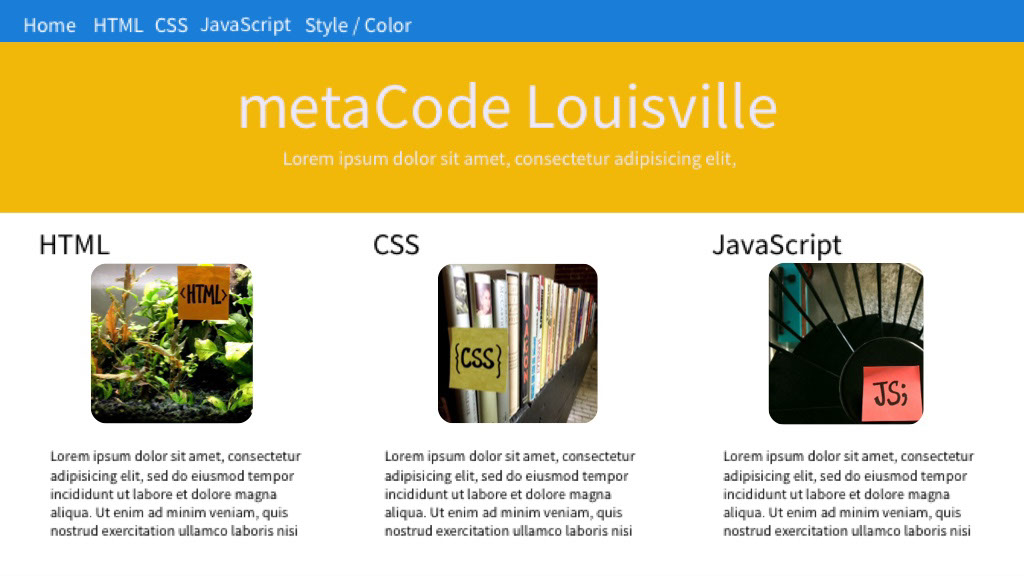 Home HTML CSS JavaScript Style / Color
metaCode Louisville
Lorem ipsum dolor sit amet, consectetur adipisicing elit,
HTML
<HTML>
Lorem ipsum dolor sit amet, consectetur
adipisicing elit, sed do eiusmod tempor
incididunt ut labore et dolore magna
aliqua. Ut enim ad minim veniam, quis
nostrud exercitation ullamco laboris nisi
CSS
{CSS}
DRAGON
Lorem ipsum dolor sit amet, consectetur
adipisicing elit, sed do eiusmod tempor
incididunt ut labore et dolore magna
aliqua. Ut enim ad minim veniam, quis
nostrud exercitation ullamco laboris nisi
JavaScript
JS;
Lorem ipsum dolor sit amet, consectetur
adipisicing elit, sed do eiusmod tempor
incididunt ut labore et dolore magna
aliqua. Ut enim ad minim veniam, quis
nostrud exercitation ullamco laboris nisi